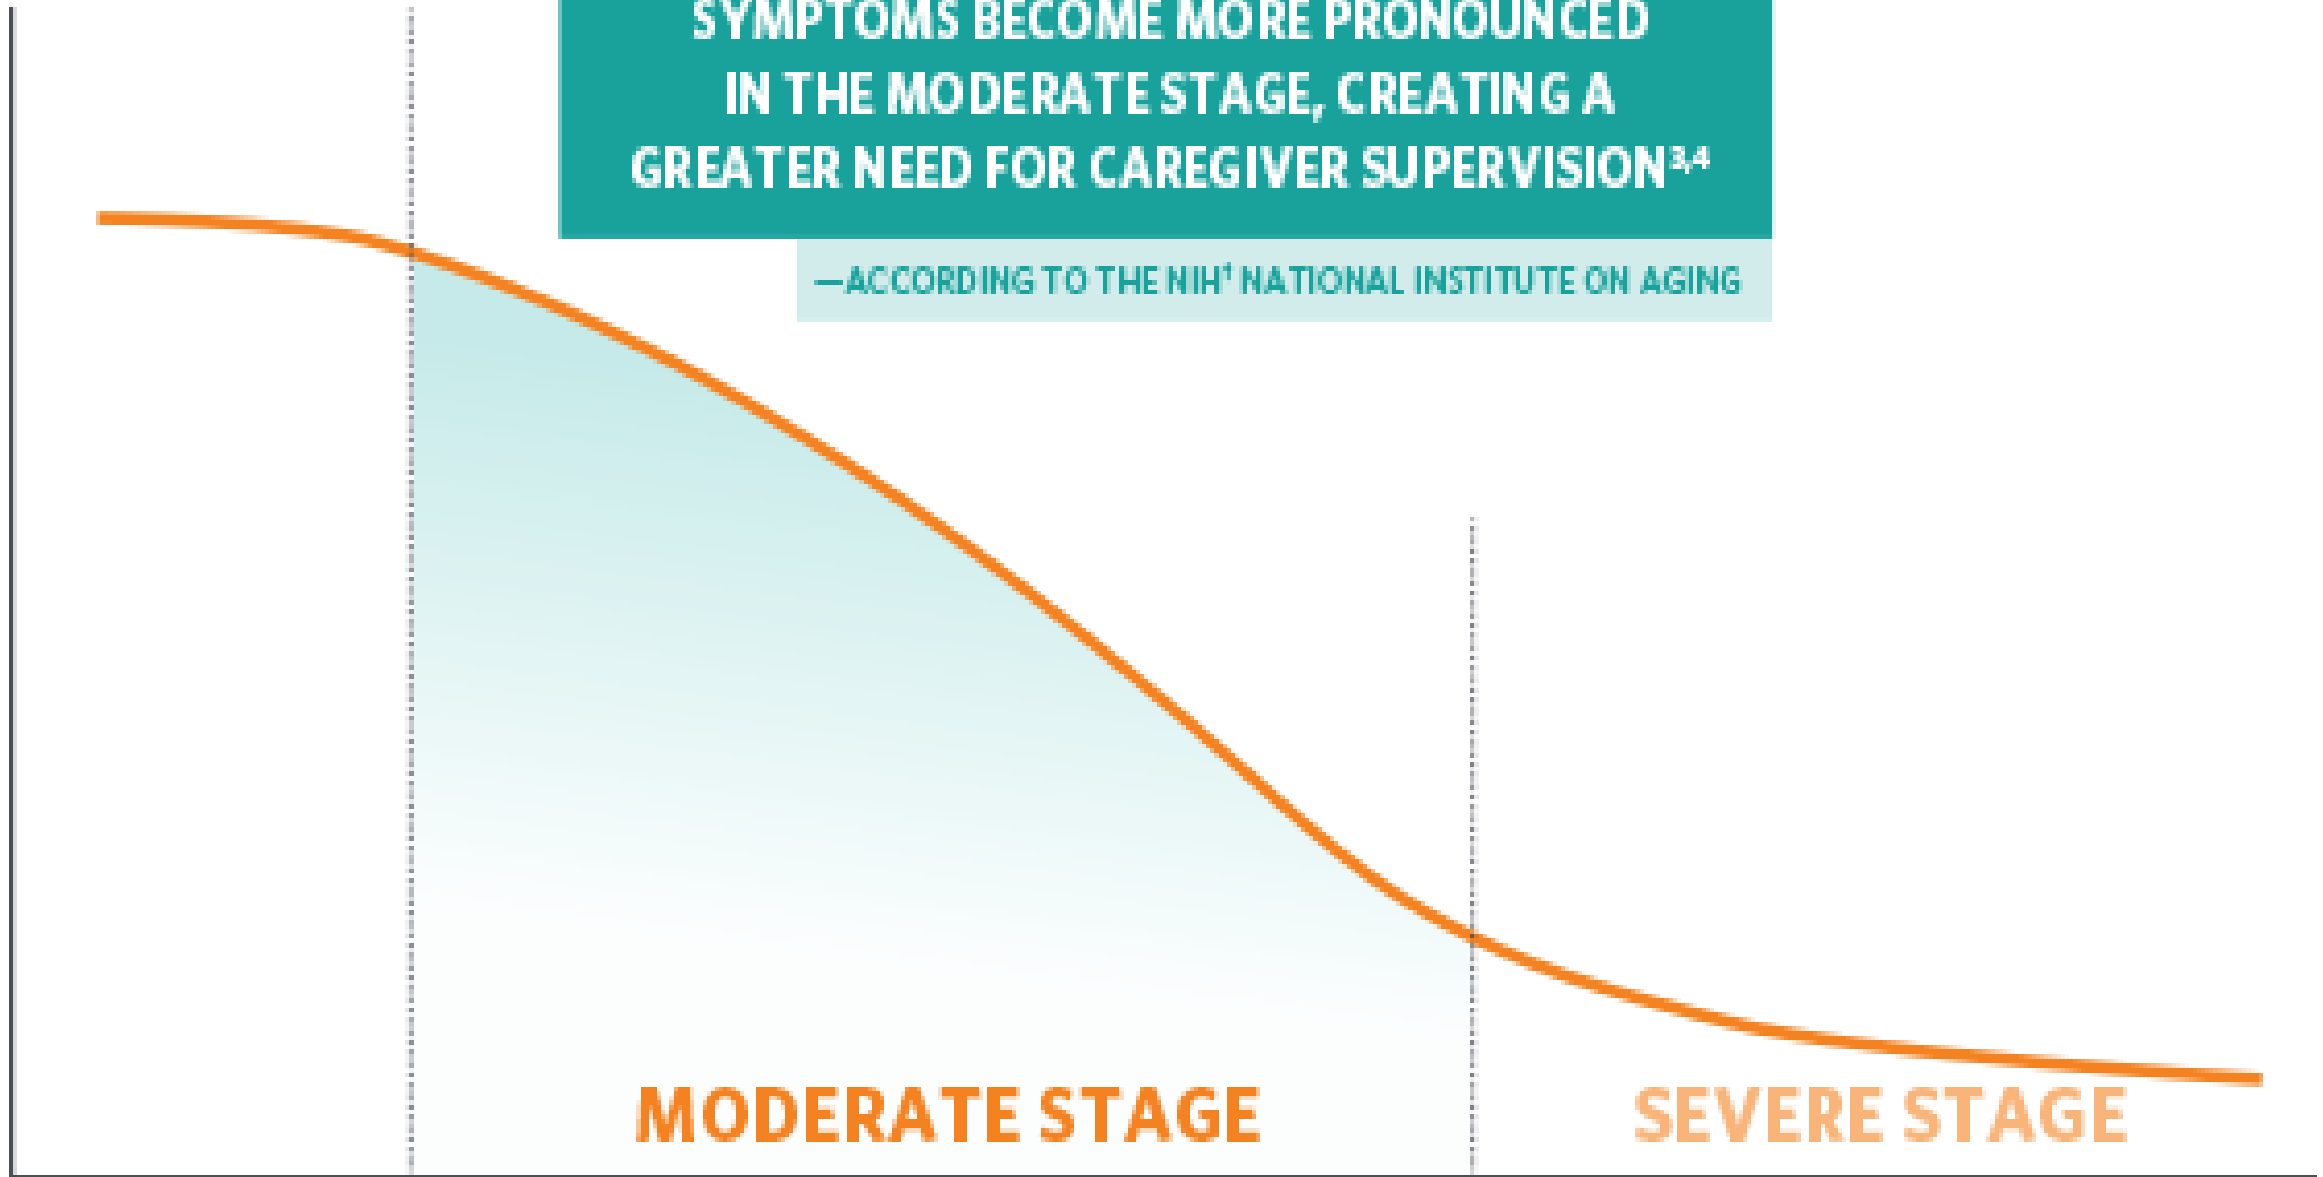 SYMPTOMS BECOME MORE PRONOUNCED
IN THE MODERATE STAGE, CREATING A
GREATER NEED FOR CAREGIVER SUPERVISION³,⁴
—ACCORDING TO THE NIH† NATIONAL INSTITUTE ON AGING
MODERATE STAGE
SEVERE STAGE